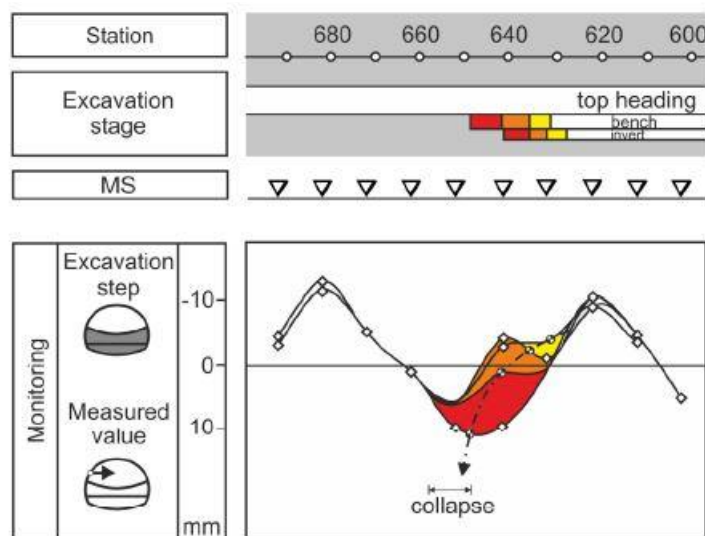 Station
680 660 640 620 600
Excavation
stage
top heading
bench
invert
MS
Monitoring
Excavation
step
Measured
value
-10
0
10
mm
collapse